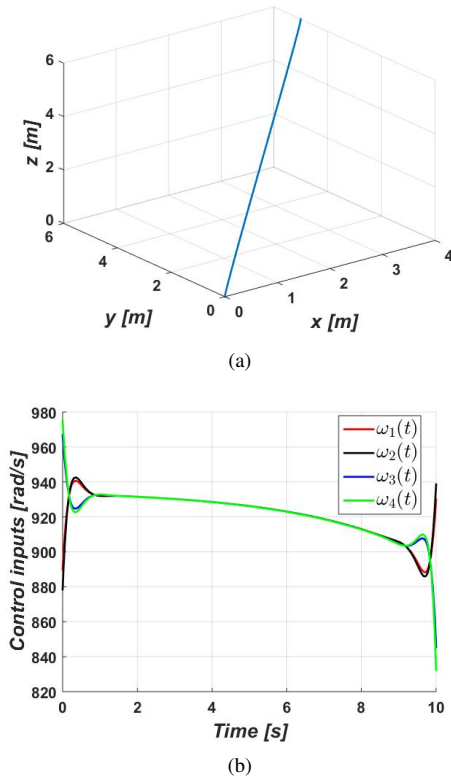 6
4
z [m]
2
0
6
4
y [m]
2
0
0
1
2
x [m]
3
4
(a)
980
960
940
920
900
880
860
840
820
Control inputs [rad/s]
ω₁(t)
ω₂(t)
ω₃(t)
ω₄(t)
0
2
4
6
8
10
Time [s]
(b)